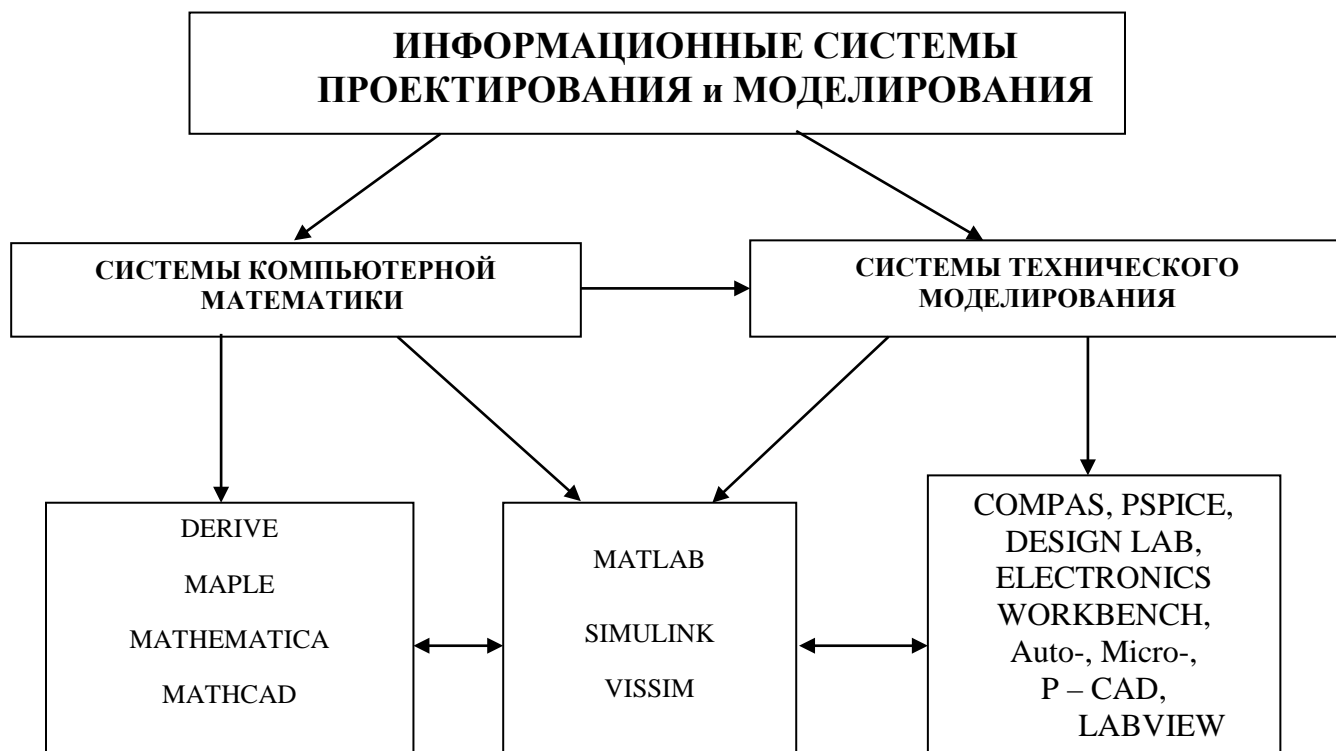 ИНФОРМАЦИОННЫЕ СИСТЕМЫ
ПРОЕКТИРОВАНИЯ и МОДЕЛИРОВАНИЯ
СИСТЕМЫ КОМПЬЮТЕРНОЙ
МАТЕМАТИКИ
СИСТЕМЫ ТЕХНИЧЕСКОГО
МОДЕЛИРОВАНИЯ
DERIVE
MAPLE
MATHEMATICA
MATHCAD
MATLAB
SIMULINK
VISSIM
COMPAS, PSPICE,
DESIGN LAB,
ELECTRONICS
WORKBENCH,
Auto-, Micro-,
P – CAD,
LABVIEW